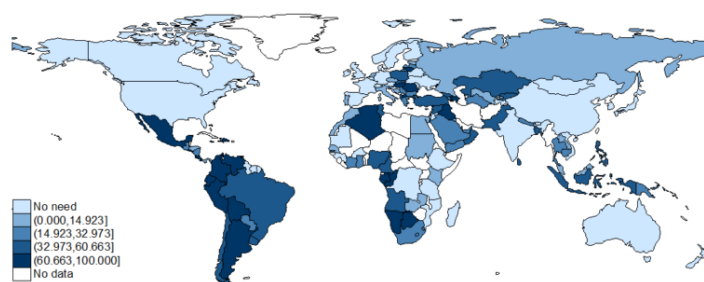 No need
(0.000,14.923]
(14.923,32.973]
(32.973,60.663]
(60.663,100.000]
No data